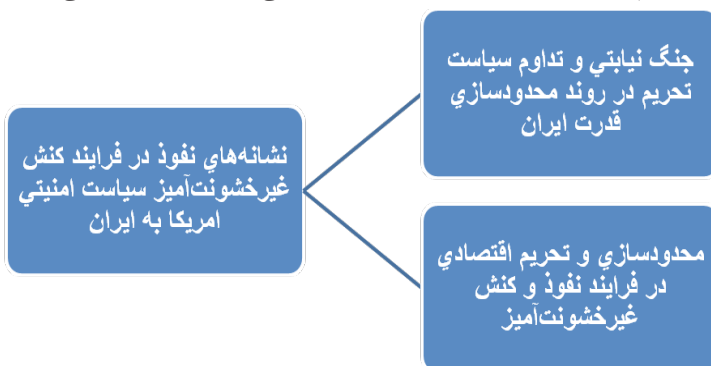 جنگ نيابتي و تداوم سياست
تحريم در روند محدودسازي
قدرت ايران
نشانه‌هاي نفوذ در فرايند كنش
غيرخشونت‌آميز سياست امنيتي
امريكا به ايران
محدودسازي و تحريم اقتصادي
در فرايند نفوذ و كنش
غيرخشونت‌آميز